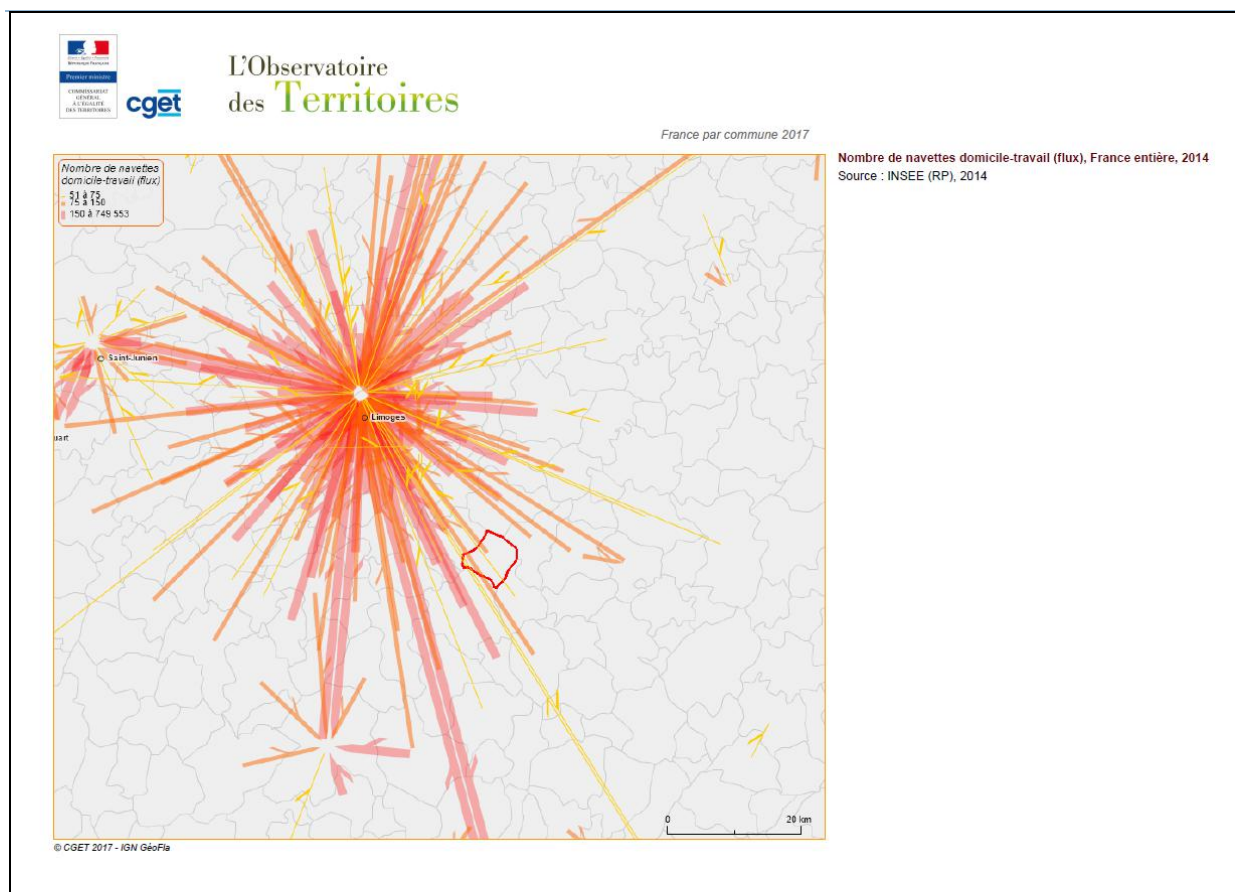 Premier ministre
COMMISSARIAT
GÉNÉRAL
À L'ÉGALITÉ
DES TERRITOIRES
cget
L'Observatoire
des Territoires
France par commune 2017
Nombre de navettes domicile-travail (flux), France entière, 2014
Source : INSEE (RP), 2014
Nombre de navettes
domicile-travail (flux)
51 à 75
75 à 150
150 à 749 553
Saint-Junien
Limoges
uart
0 20 km
© CGET 2017 - IGN GéoFla